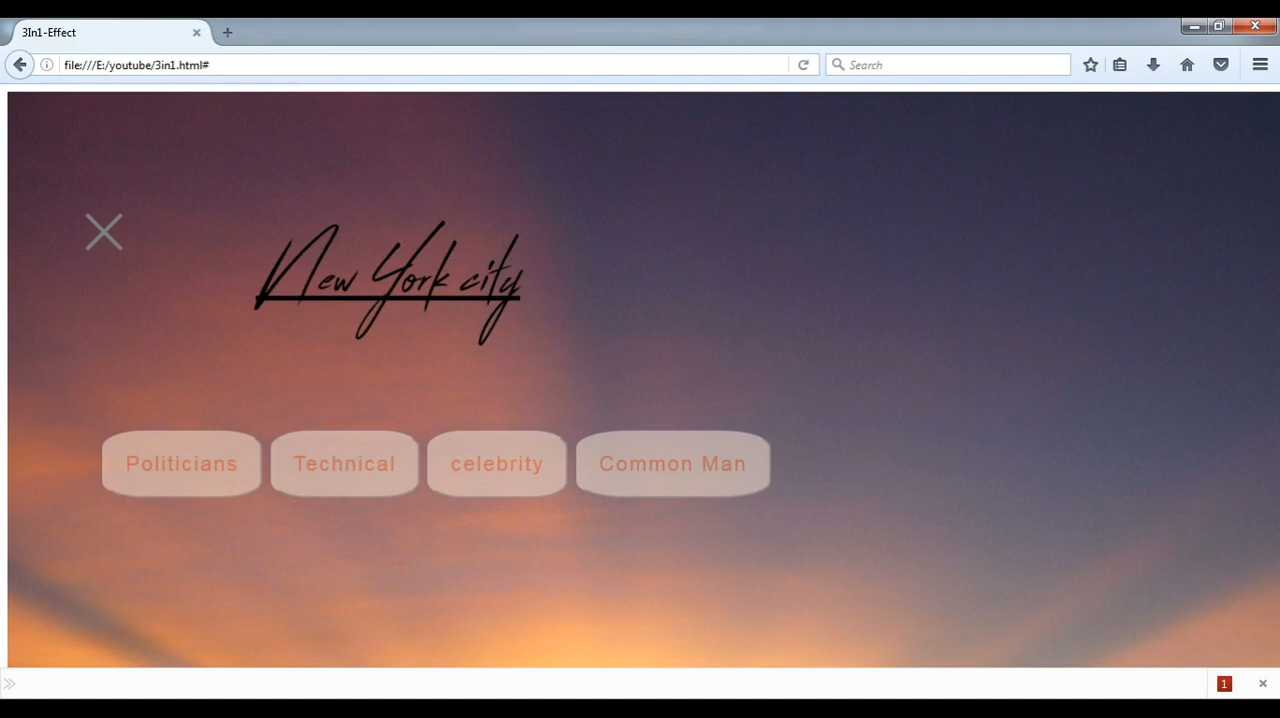 3In1-Effect
file:///E:/youtube/3in1.html#
Search
New York city
Politicians Technical celebrity Common Man
1